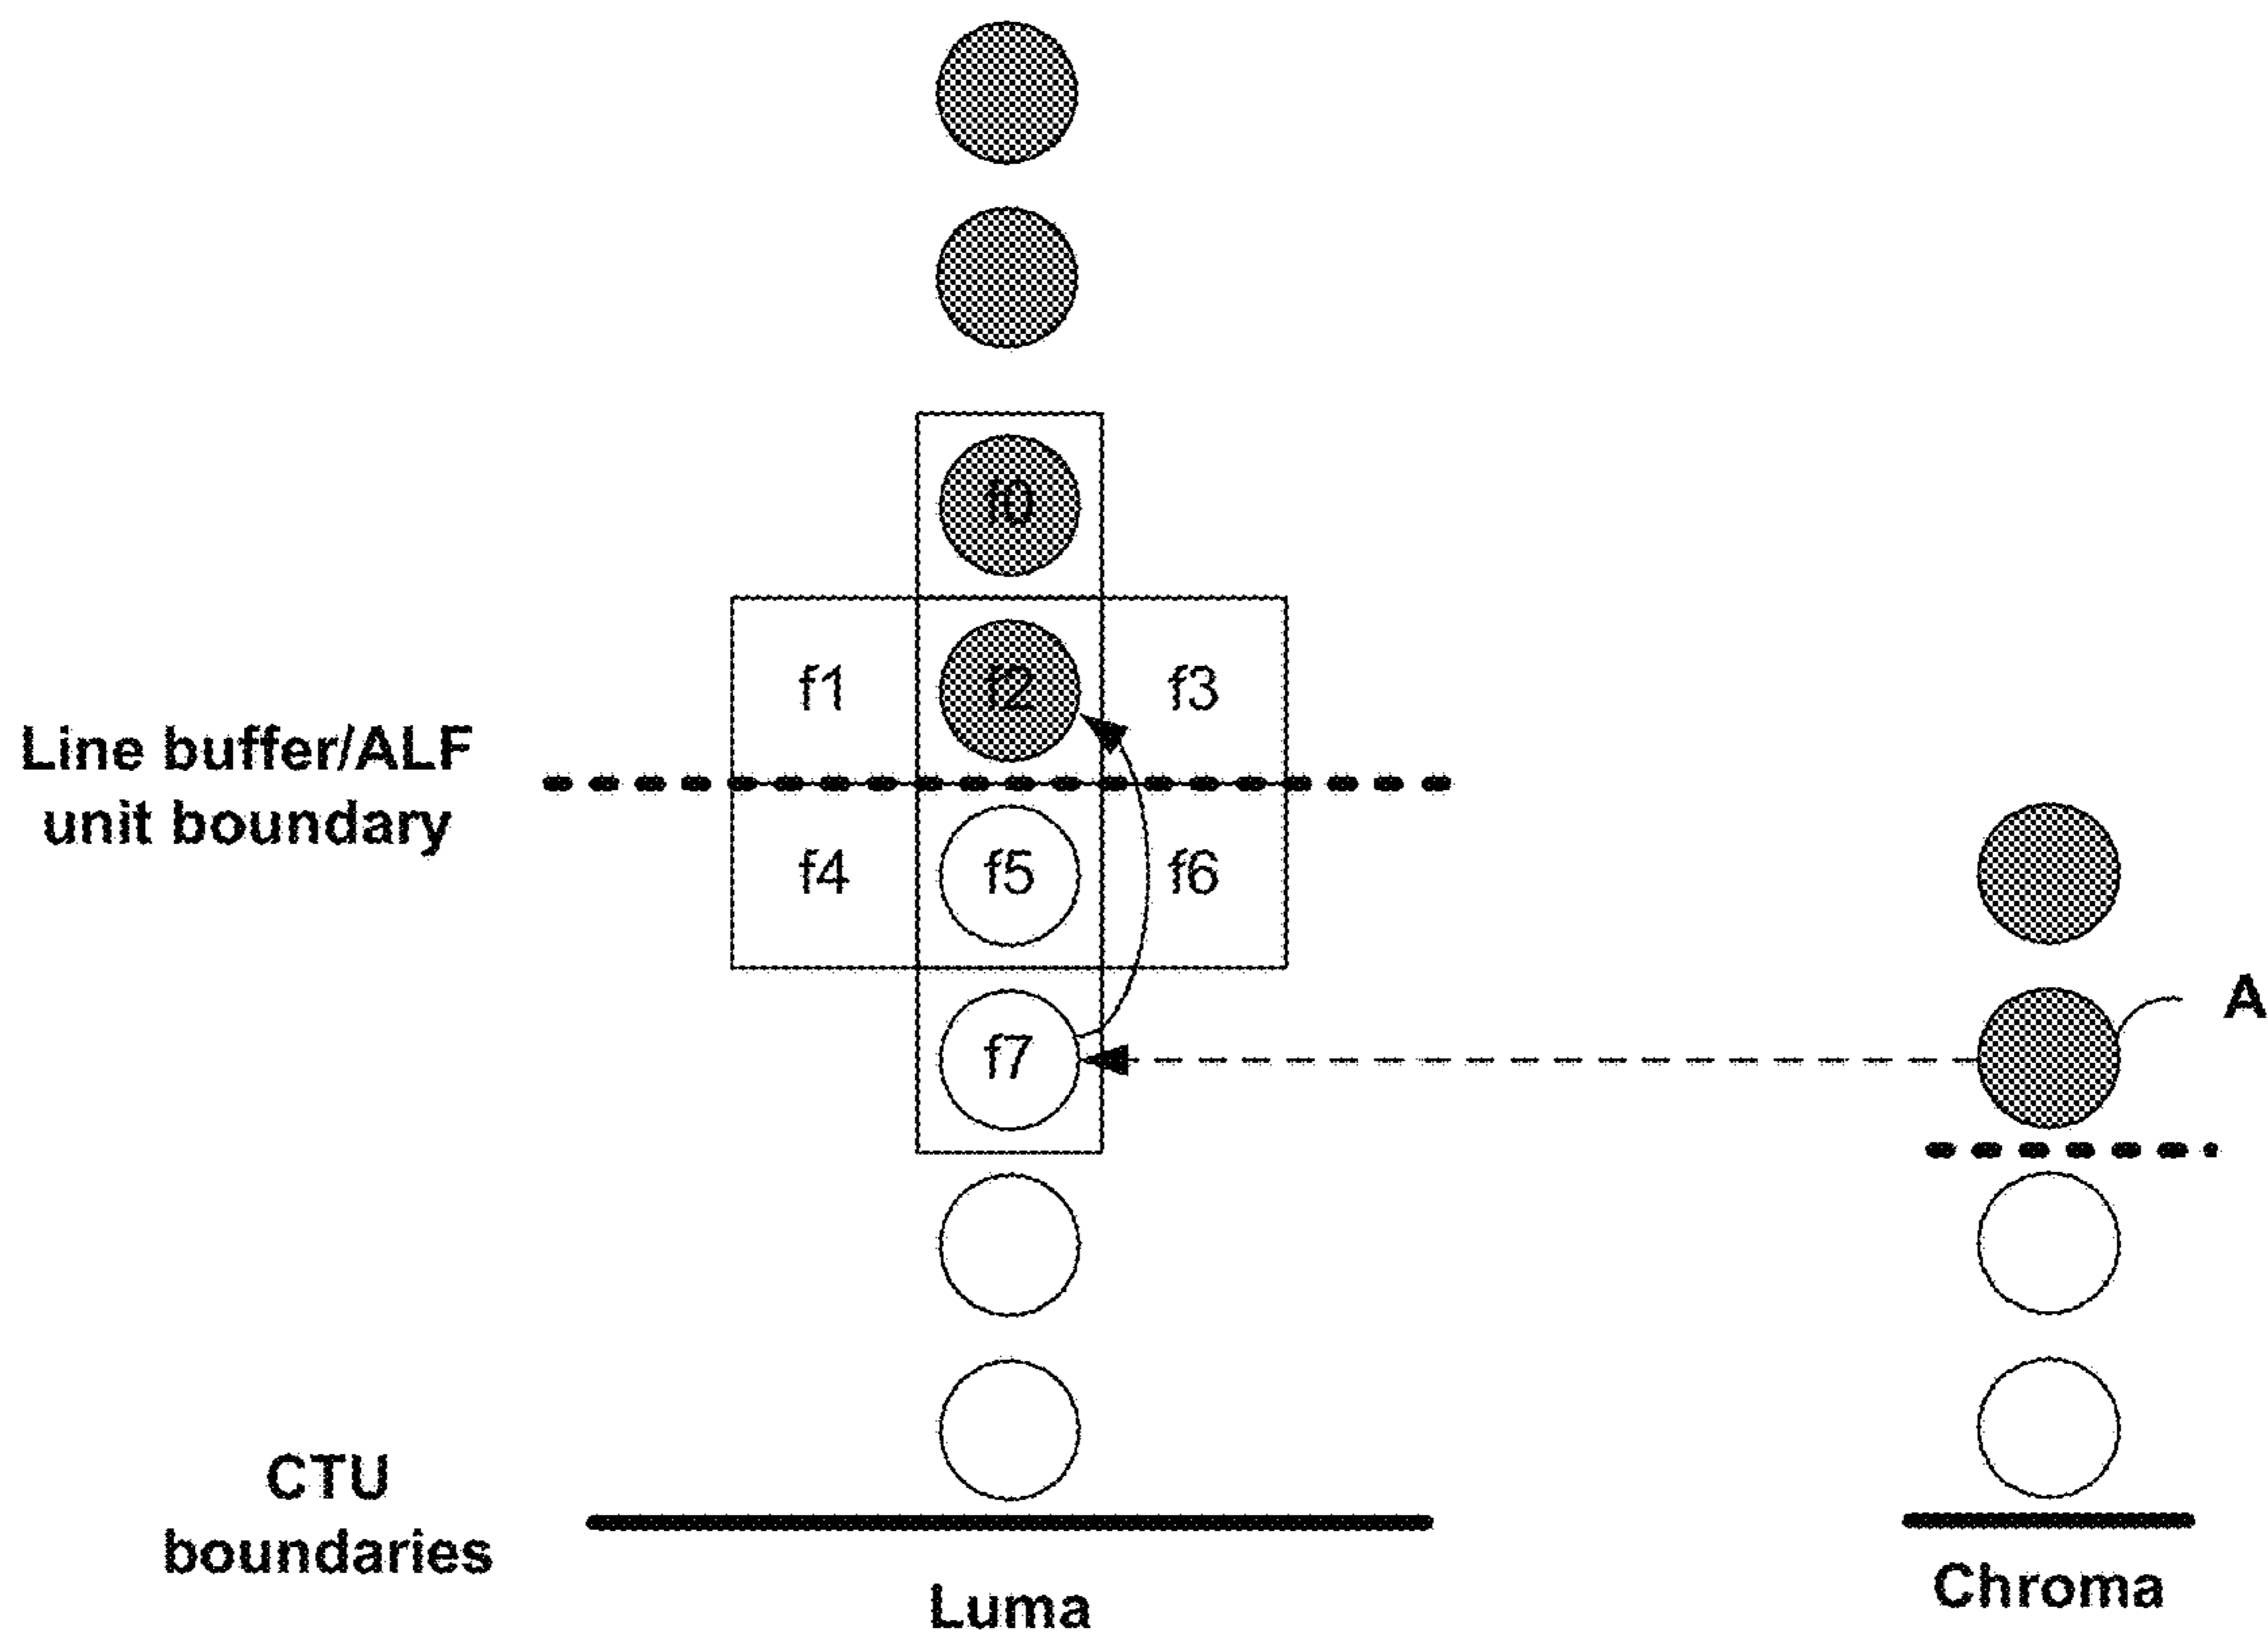 f0
f1 f2 f3
Line buffer/ALF
unit boundary
f4 f5 f6
A
f7
CTU
boundaries
Luma
Chroma